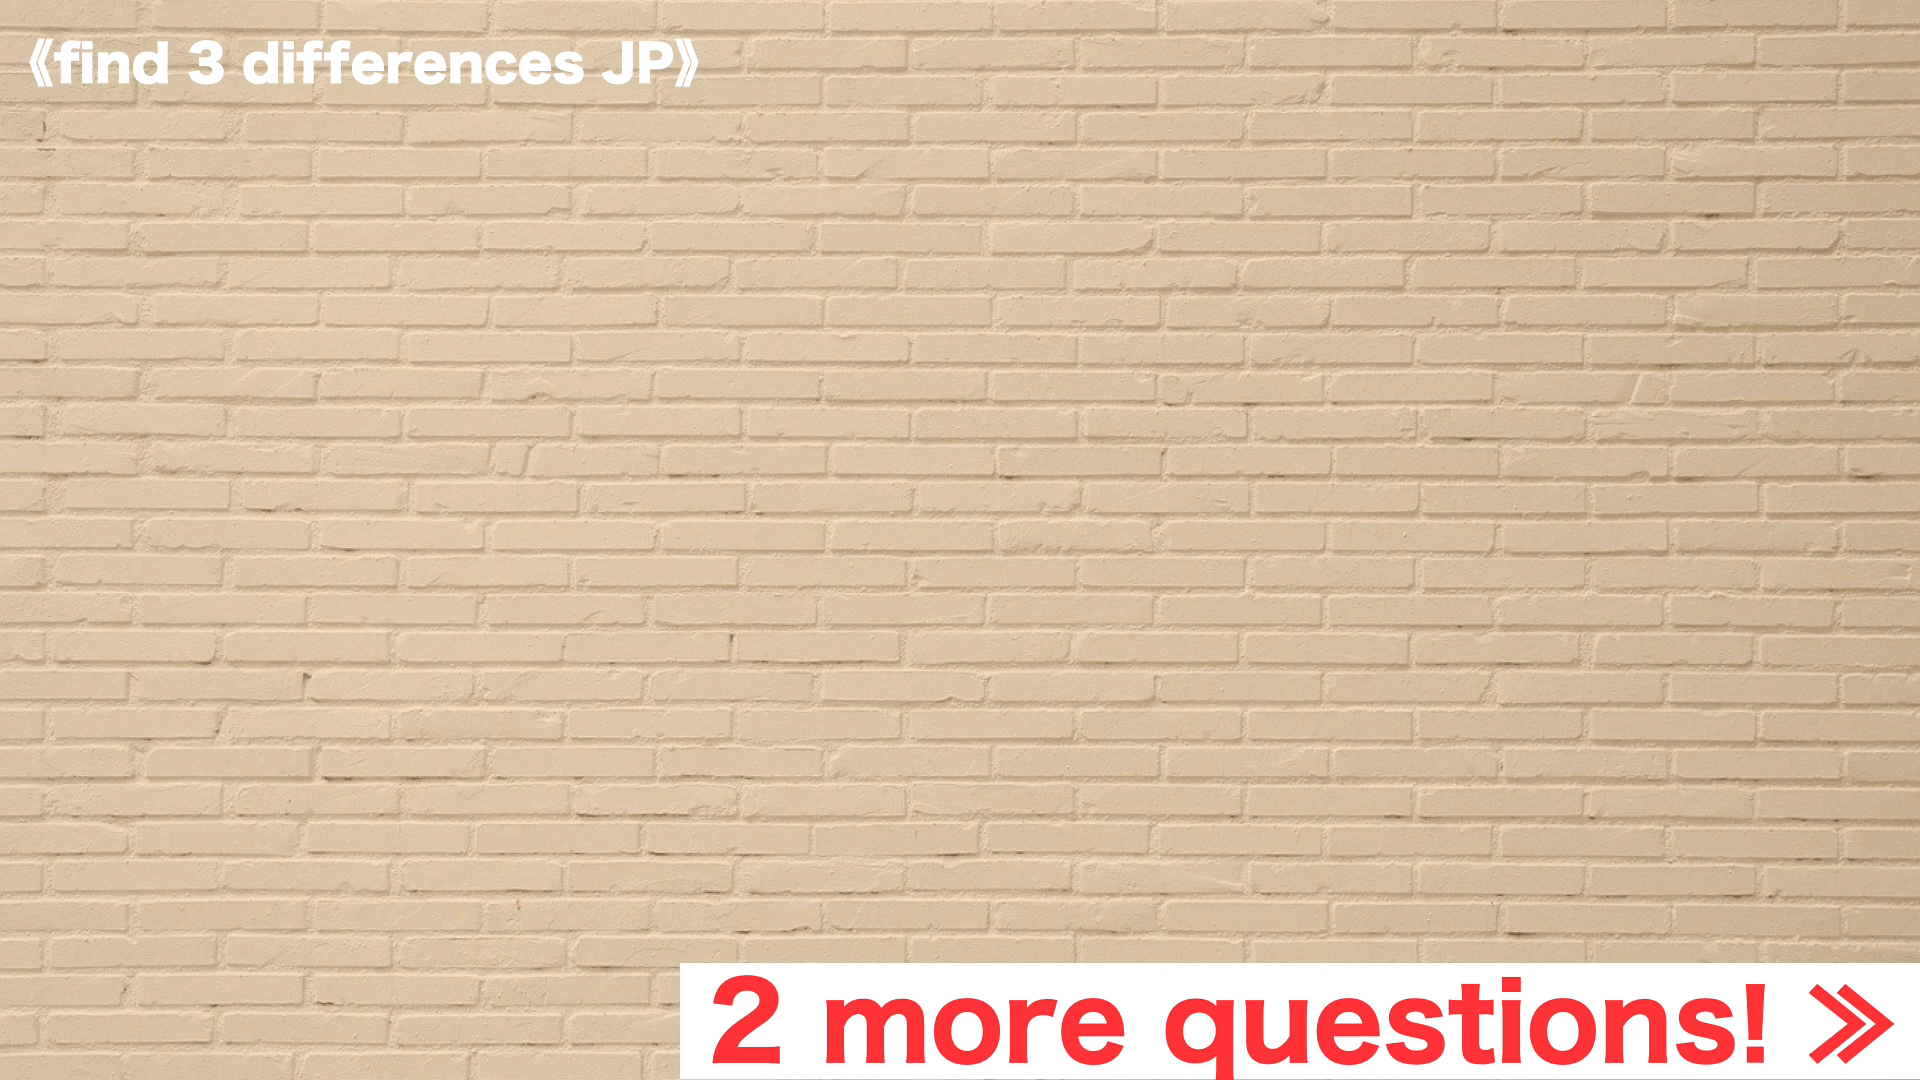 《find 3 differences JP》
2 more questions! ≫